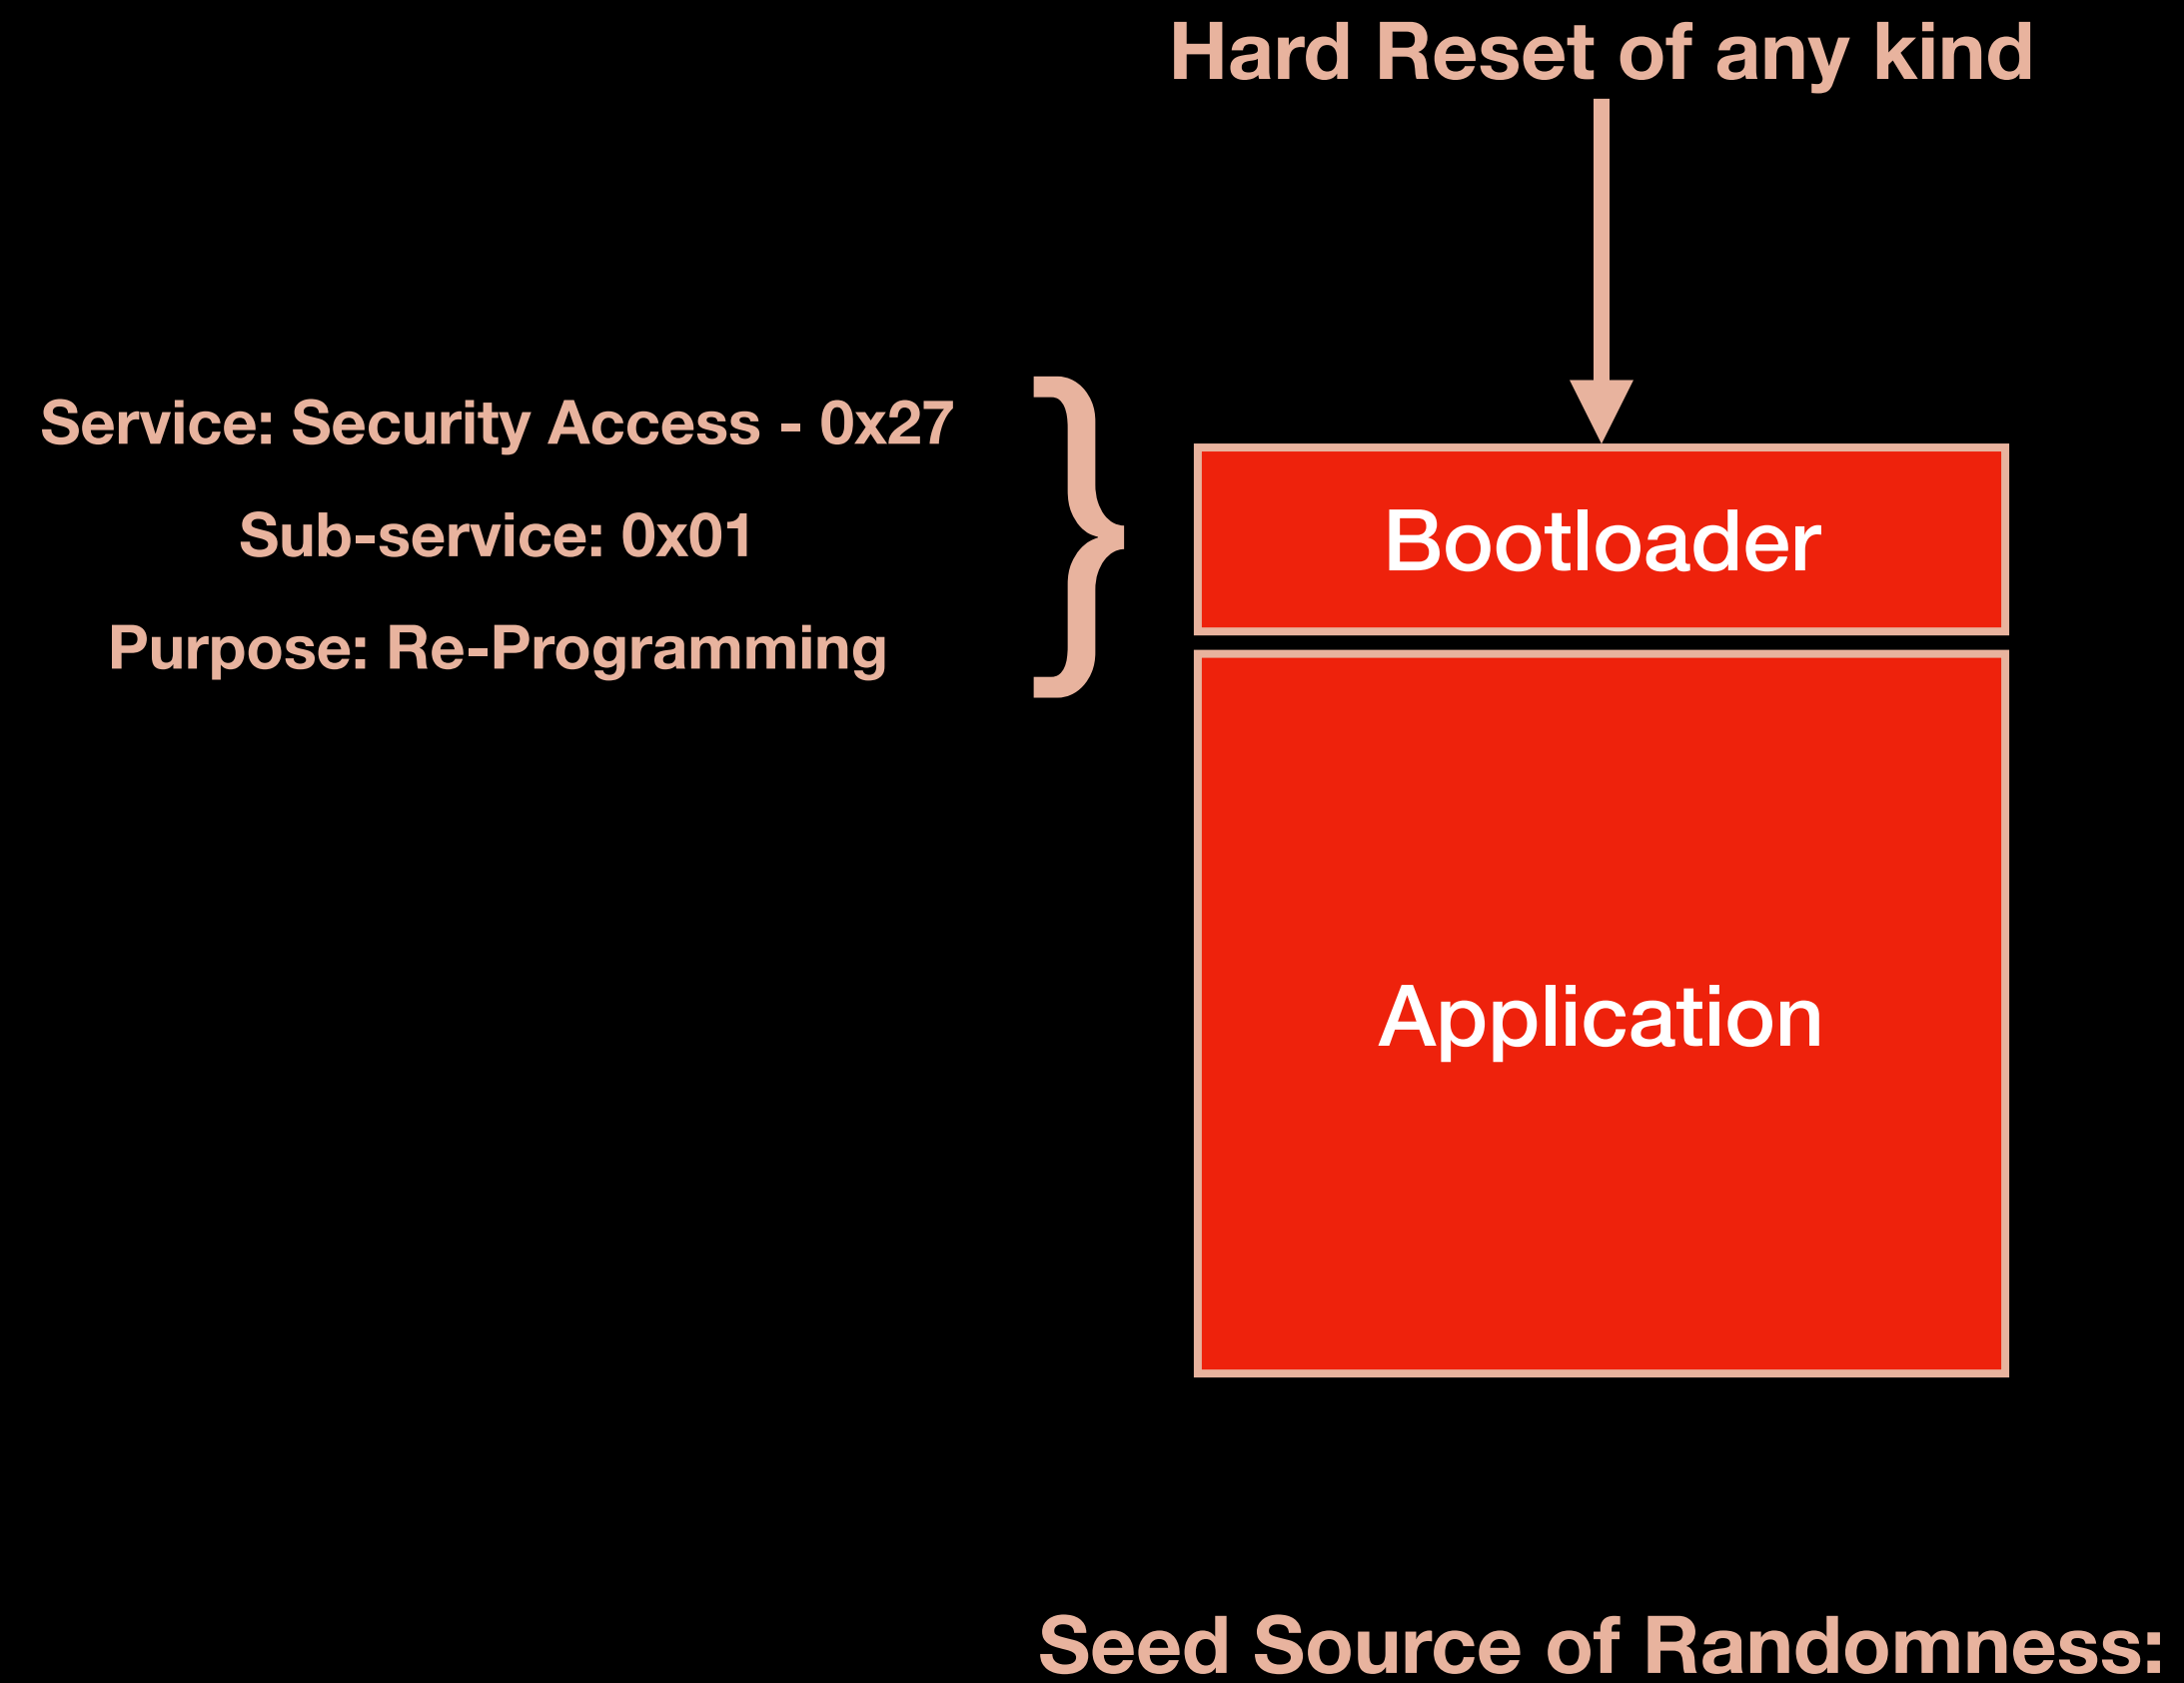 Hard Reset of any kind
Service: Security Access - 0x27
Sub-service: 0x01
Purpose: Re-Programming
Bootloader
Application
Seed Source of Randomness: